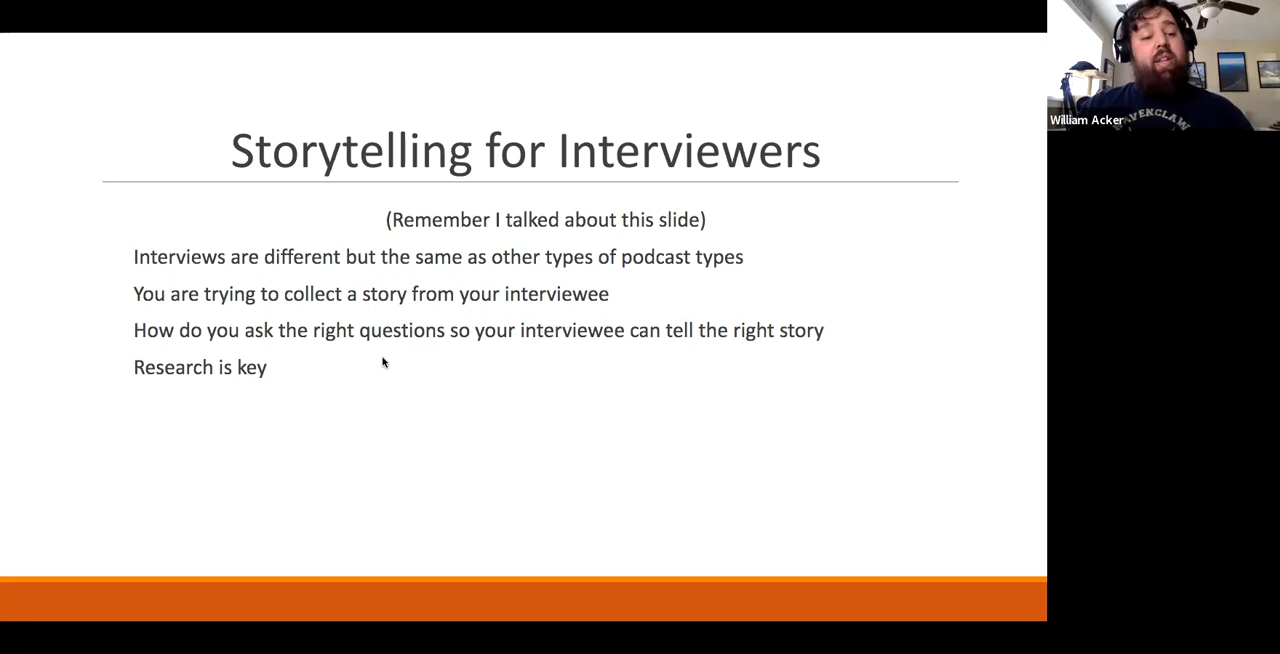 Storytelling for Interviewers
(Remember I talked about this slide)
Interviews are different but the same as other types of podcast types
You are trying to collect a story from your interviewee
How do you ask the right questions so your interviewee can tell the right story
Research is key
William Acker